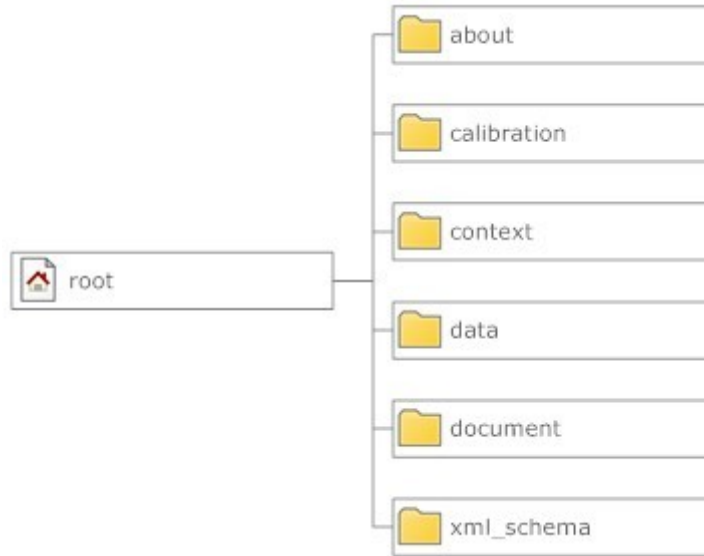 about
calibration
context
root
data
document
xml_schema